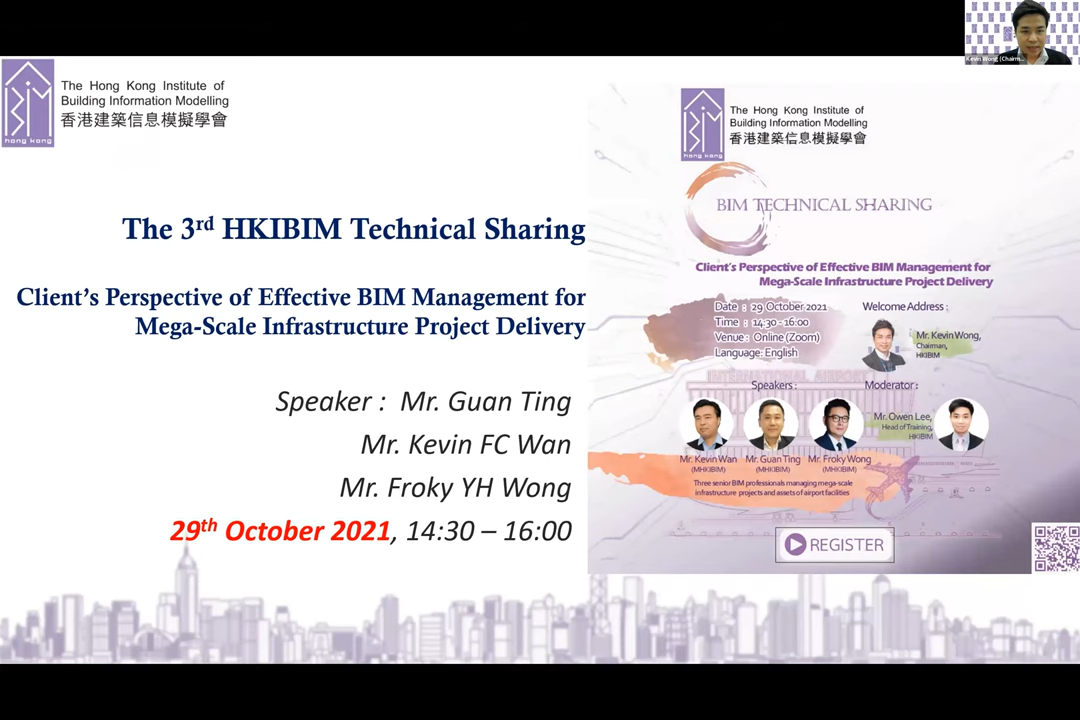 Kevin Wong (Chairm...
The Hong Kong Institute of
Building Information Modelling
香港建築信息模擬學會
hong kong
The 3rd HKIBIM Technical Sharing
Client's Perspective of Effective BIM Management for
Mega-Scale Infrastructure Project Delivery
Speaker : Mr. Guan Ting
Mr. Kevin FC Wan
Mr. Froky YH Wong
29th October 2021, 14:30 – 16:00
The Hong Kong Institute of
Building Information Modelling
香港建築信息模擬學會
hong kong
BIM TECHNICAL SHARING
Client's Perspective of Effective BIM Management for
Mega-Scale Infrastructure Project Delivery
Date : 29 October 2021
Time : 14:30 - 16:00
Venue : Online (Zoom)
Language: English
Welcome Address :
Mr. Kevin Wong,
Chairman,
HKIBIM
INTERNATIONAL AIRPORT
Speakers :
Moderator :
Mr. Owen Lee,
Head of Training,
HKIBIM
Mr. Kevin Wan
(MHKIBIM)
Mr. Guan Ting
(MHKIBIM)
Mr. Froky Wong
(MHKIBIM)
Three senior BIM professionals managing mega-scale
infrastructure projects and assets of airport facilities
REGISTER